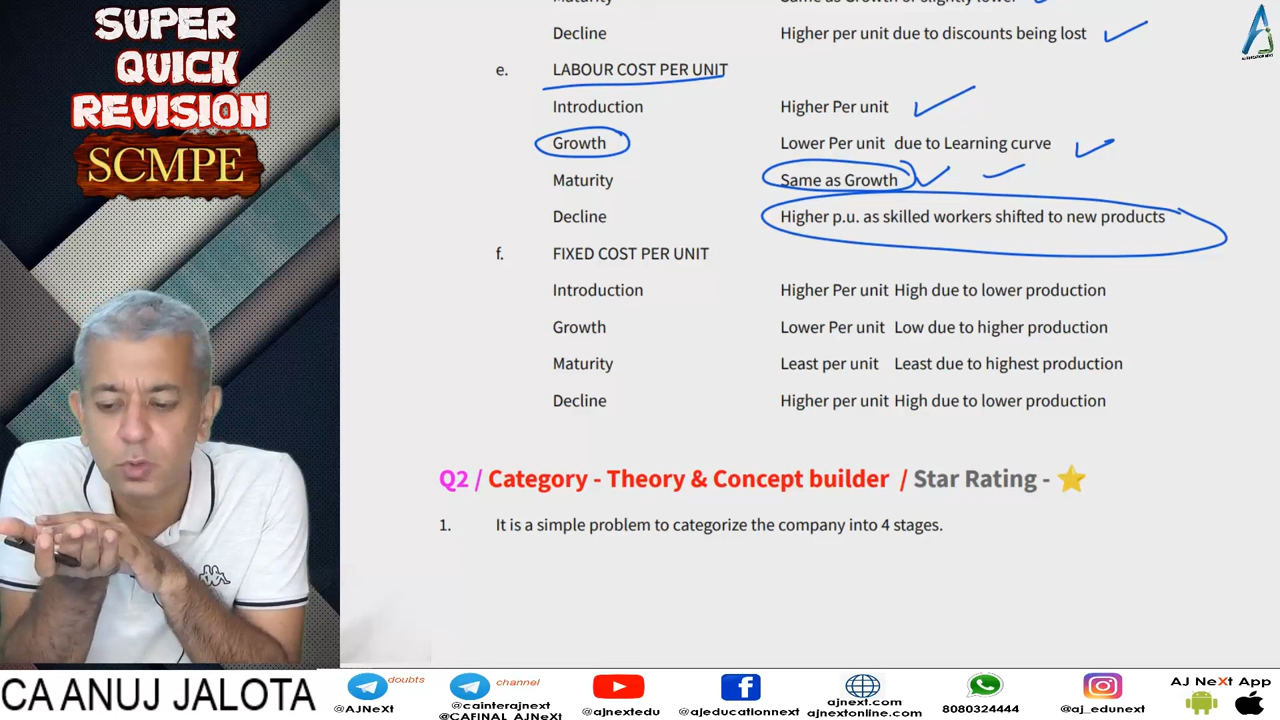 SUPER
QUICK
REVISION
SCMPE
Decline Higher per unit due to discounts being lost
e. LABOUR COST PER UNIT
Introduction Higher Per unit
Growth Lower Per unit due to Learning curve
Maturity Same as Growth
Decline Higher p.u. as skilled workers shifted to new products
f. FIXED COST PER UNIT
Introduction Higher Per unit High due to lower production
Growth Lower Per unit Low due to higher production
Maturity Least per unit Least due to highest production
Decline Higher per unit High due to lower production
Q2 / Category - Theory & Concept builder / Star Rating -
1. It is a simple problem to categorize the company into 4 stages.
CA ANUJ JALOTA
doubts
@AJNeXt
channel
@cainterajnext
@CAFINAL_AJNeXt
@ajnextedu
@ajeducationnext
ajnext.com
ajnextonline.com
8080324444
@aj_edunext
AJ NeXt App